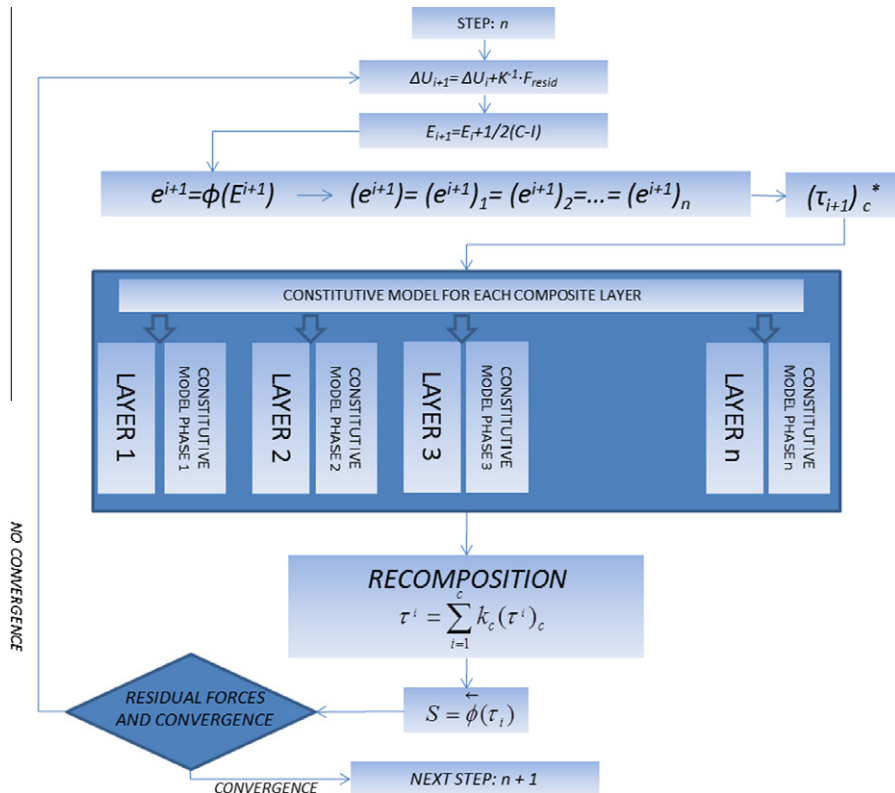 STEP: n
ΔU_{i+1}= ΔU_i+K^{-1}·F_{resid}
E_{i+1}=E_i+1/2(C-I)
e^{i+1}=ϕ(E^{i+1}) → (e^{i+1})= (e^{i+1})_1= (e^{i+1})_2=...= (e^{i+1})_n
(τ_{i+1})_c^*
CONSTITUTIVE MODEL FOR EACH COMPOSITE LAYER
LAYER 1
CONSTITUTIVE
MODEL PHASE 1
LAYER 2
CONSTITUTIVE
MODEL PHASE 2
LAYER 3
CONSTITUTIVE
MODEL PHASE 3
LAYER n
CONSTITUTIVE
MODEL PHASE n
RECOMPOSITION
τ^i = \sum_{i=1}^{c} k_c(τ^i)_c
S = \overleftarrow{ϕ}(τ_i)
RESIDUAL FORCES
AND CONVERGENCE
NO CONVERGENCE
CONVERGENCE
NEXT STEP: n + 1